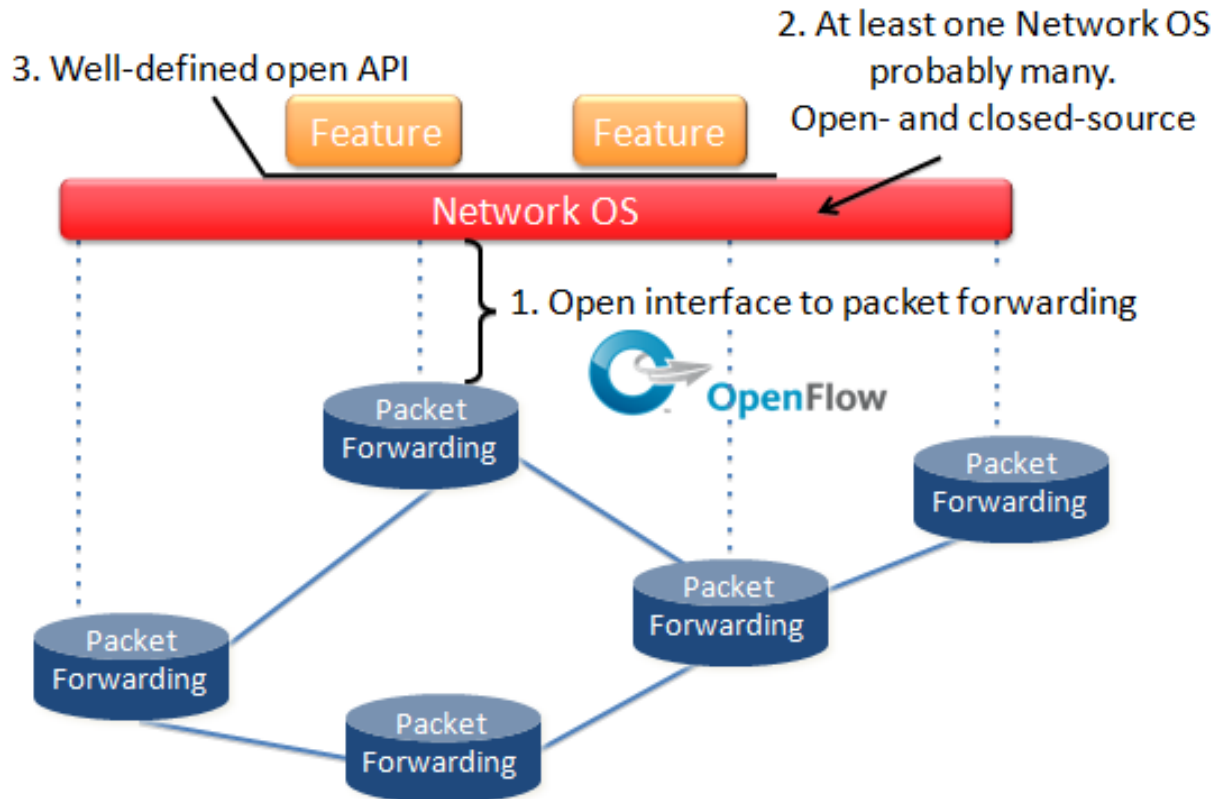 2. At least one Network OS
probably many.
Open- and closed-source
3. Well-defined open API
Feature
Feature
Network OS
1. Open interface to packet forwarding
OpenFlow
Packet
Forwarding
Packet
Forwarding
Packet
Forwarding
Packet
Forwarding
Packet
Forwarding